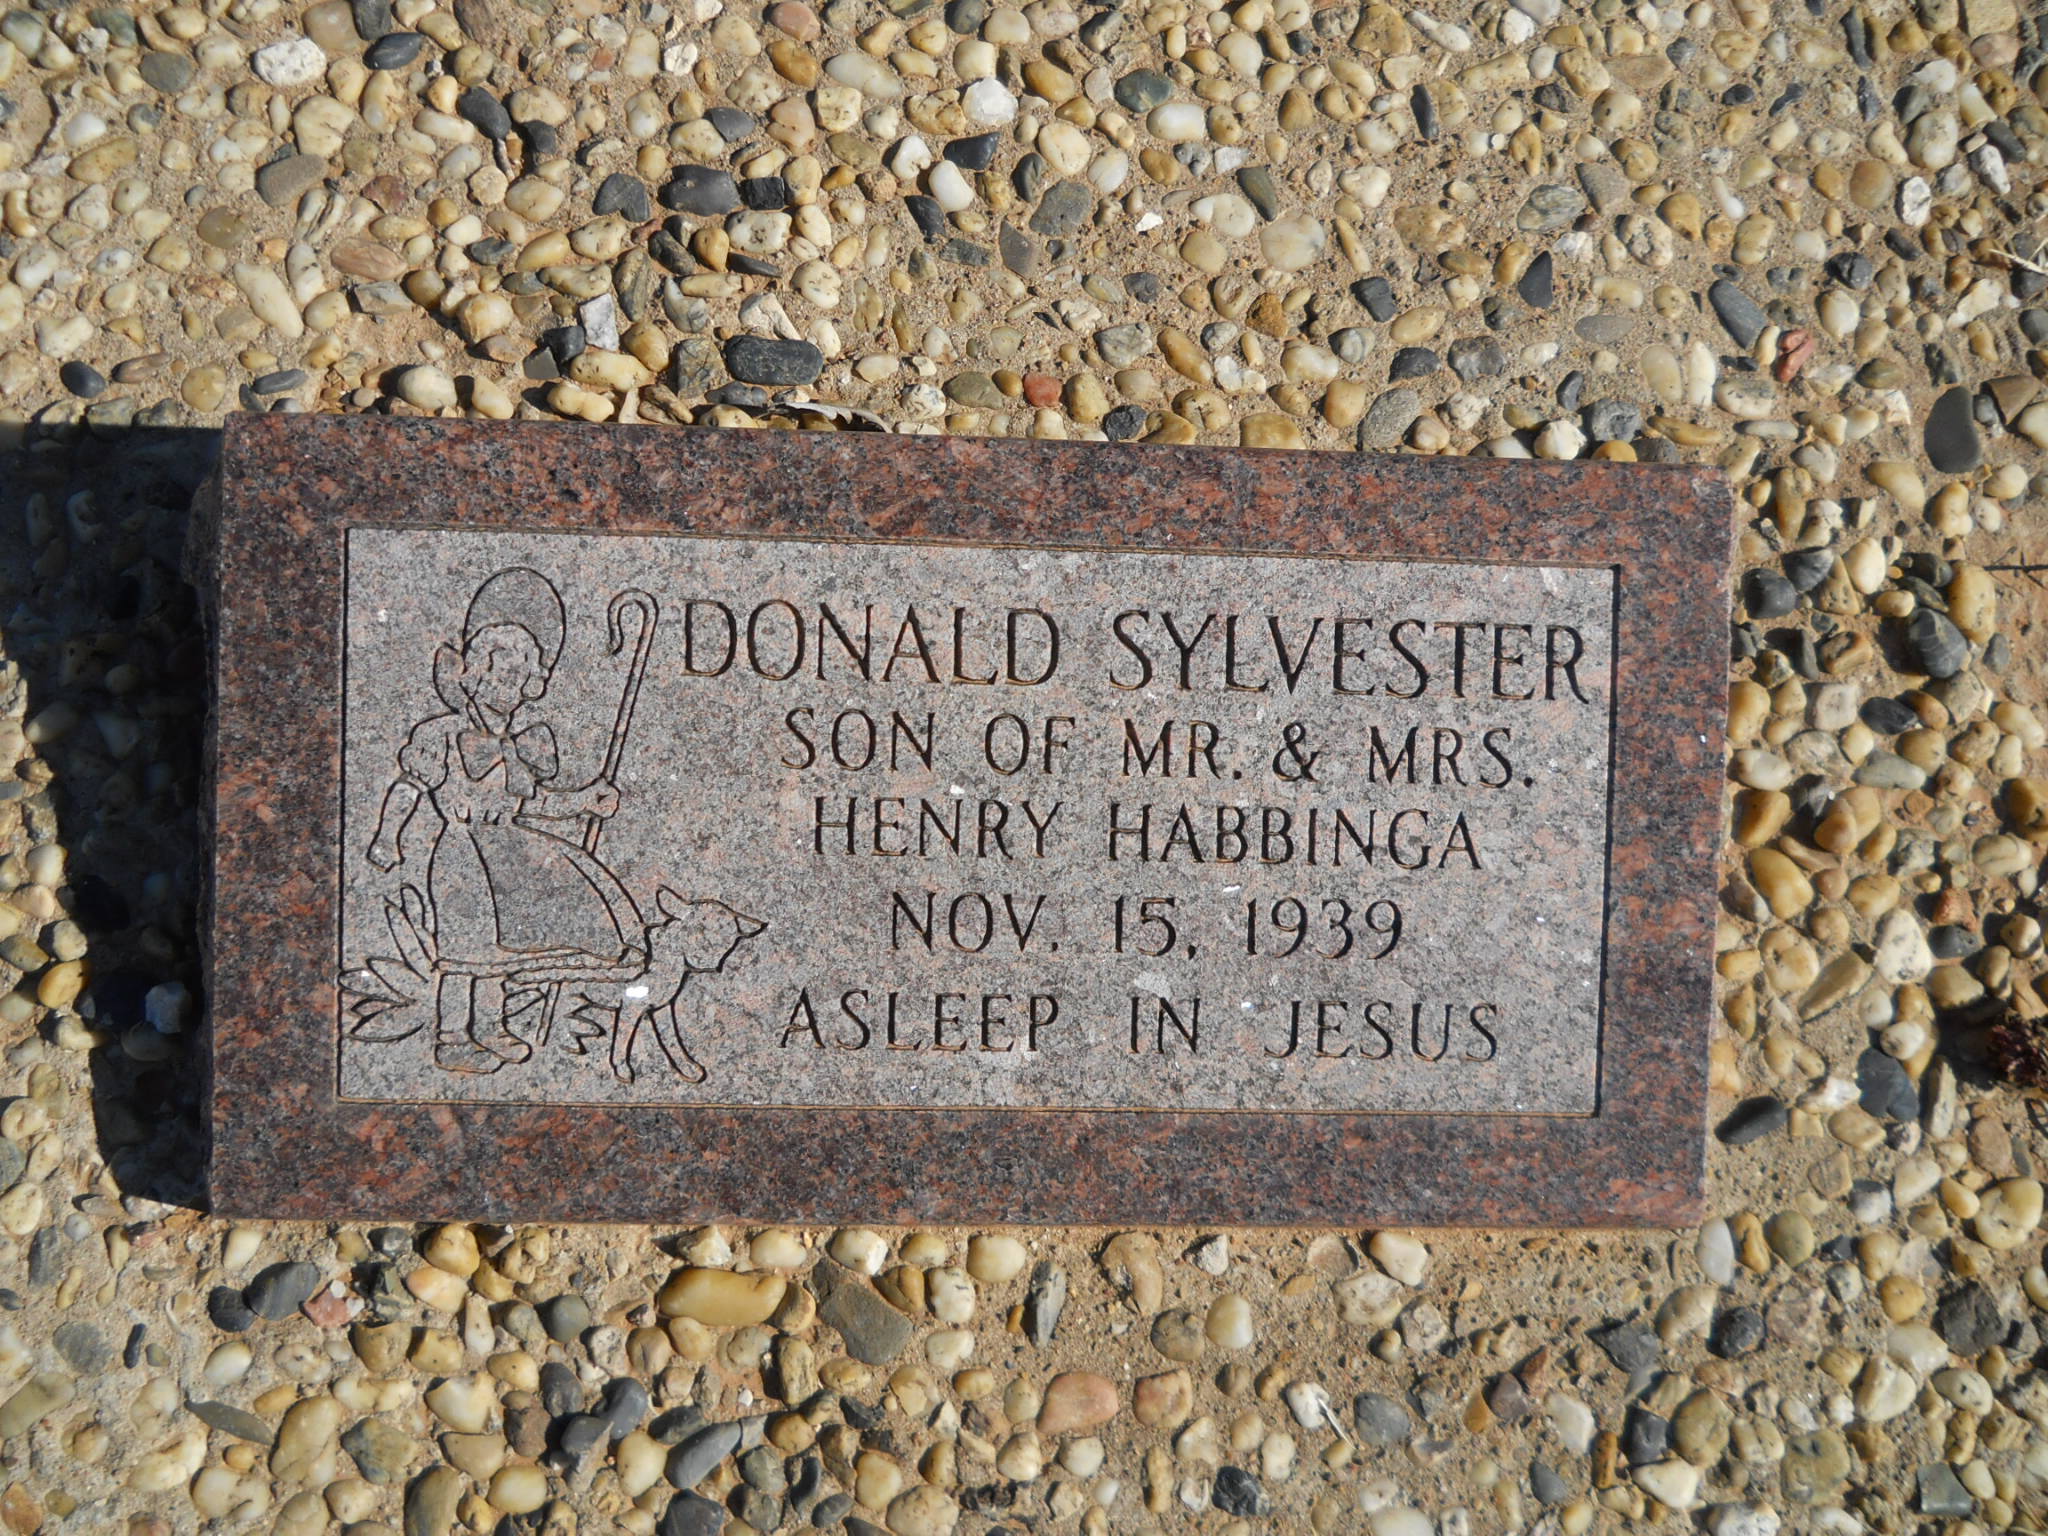 DONALD SYLVESTER
SON OF MR. & MRS.
HENRY HABBINGA
NOV. 15, 1939
ASLEEP IN JESUS